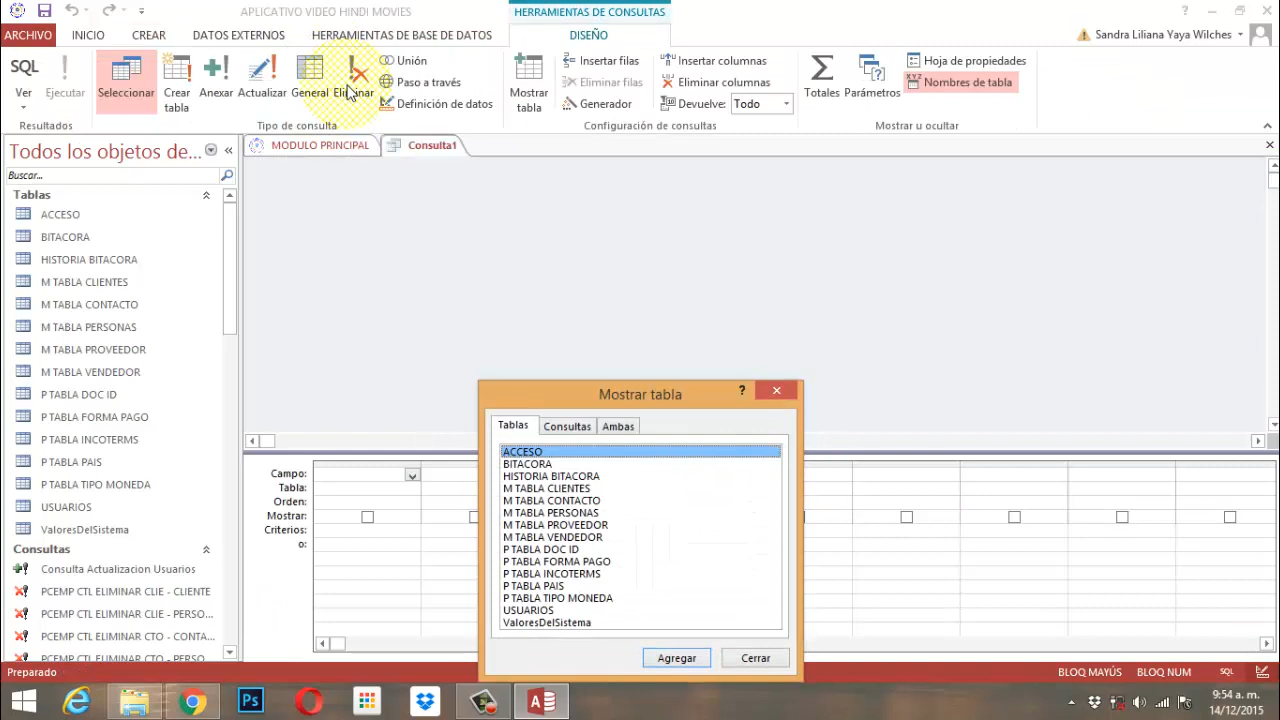 APLICATIVO VIDEO HINDI MOVIES
HERRAMIENTAS DE CONSULTAS
? 
ARCHIVO INICIO CREAR DATOS EXTERNOS HERRAMIENTAS DE BASE DE DATOS DISEÑO
Sandra Liliana Yaya Wilches
SQL
Ver
Ejecutar
Resultados
Seleccionar
Crear
tabla
Anexar
Actualizar
General
Eliminar
Unión
Paso a través
Definición de datos
Tipo de consulta
Mostrar
tabla
Insertar filas
Eliminar filas
Generador
Insertar columnas
Eliminar columnas
Devuelve: Todo
Configuración de consultas
Totales
Parámetros
Hoja de propiedades
XYZ Nombres de tabla
Mostrar u ocultar
Todos los objetos de...
Buscar...
Tablas
ACCESO
BITACORA
HISTORIA BITACORA
M TABLA CLIENTES
M TABLA CONTACTO
M TABLA PERSONAS
M TABLA PROVEEDOR
M TABLA VENDEDOR
P TABLA DOC ID
P TABLA FORMA PAGO
P TABLA INCOTERMS
P TABLA PAIS
P TABLA TIPO MONEDA
USUARIOS
ValoresDelSistema
Consultas
Consulta Actualizacion Usuarios
PCEMP CTL ELIMINAR CLIE - CLIENTE
PCEMP CTL ELIMINAR CLIE - PERSO...
PCEMP CTL ELIMINAR CTO - CONTA...
PCEMP CTL ELIMINAR CTO - PERSO...
MODULO PRINCIPAL
Consulta1
Campo:
Tabla:
Orden:
Mostrar:
Criterios:
o:
Mostrar tabla
?
Tablas Consultas Ambas
ACCESO
BITACORA
HISTORIA BITACORA
M TABLA CLIENTES
M TABLA CONTACTO
M TABLA PERSONAS
M TABLA PROVEEDOR
M TABLA VENDEDOR
P TABLA DOC ID
P TABLA FORMA PAGO
P TABLA INCOTERMS
P TABLA PAIS
P TABLA TIPO MONEDA
USUARIOS
ValoresDelSistema
Agregar Cerrar
Preparado
BLOQ MAYÚS BLOQ NUM SQL
Ps
9:54 a. m.
14/12/2015